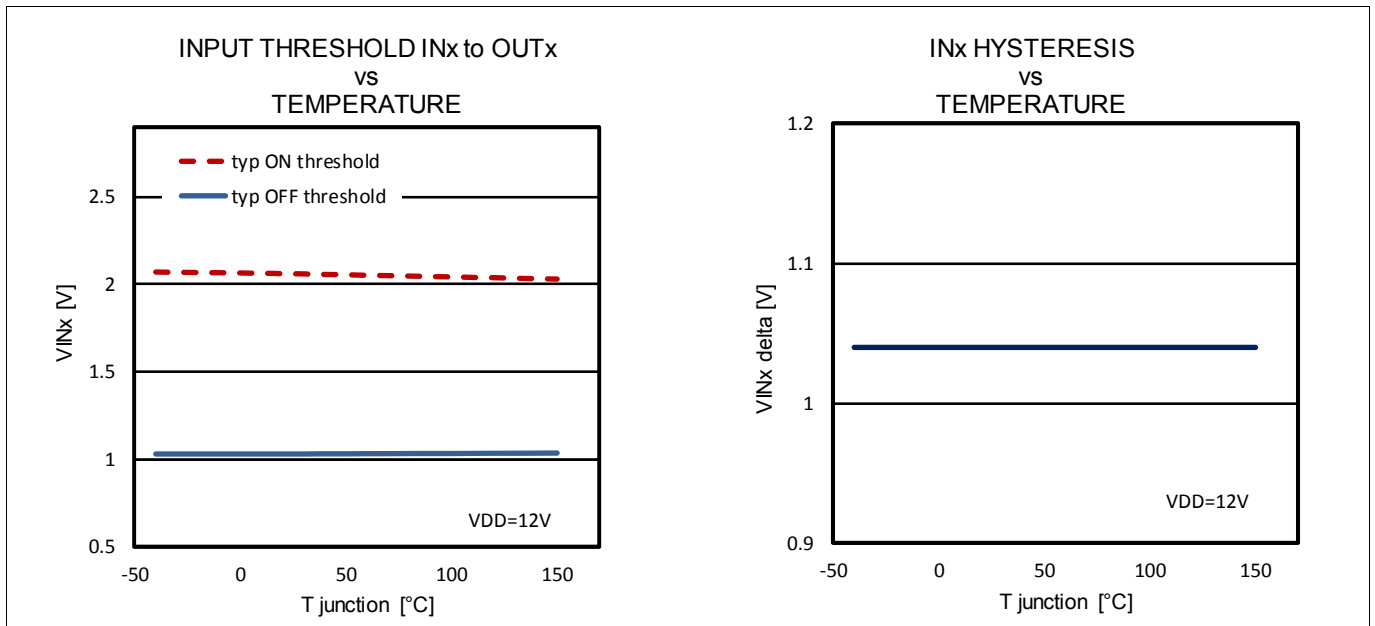 INPUT THRESHOLD INx to OUTx
vs
TEMPERATURE
typ ON threshold
typ OFF threshold
2.5
2
1.5
1
0.5
VINx [V]
VDD=12V
-50
0
50
100
150
T junction [°C]
INx HYSTERESIS
vs
TEMPERATURE
1.2
1.1
1
0.9
VINx delta [V]
VDD=12V
-50
0
50
100
150
T junction [°C]